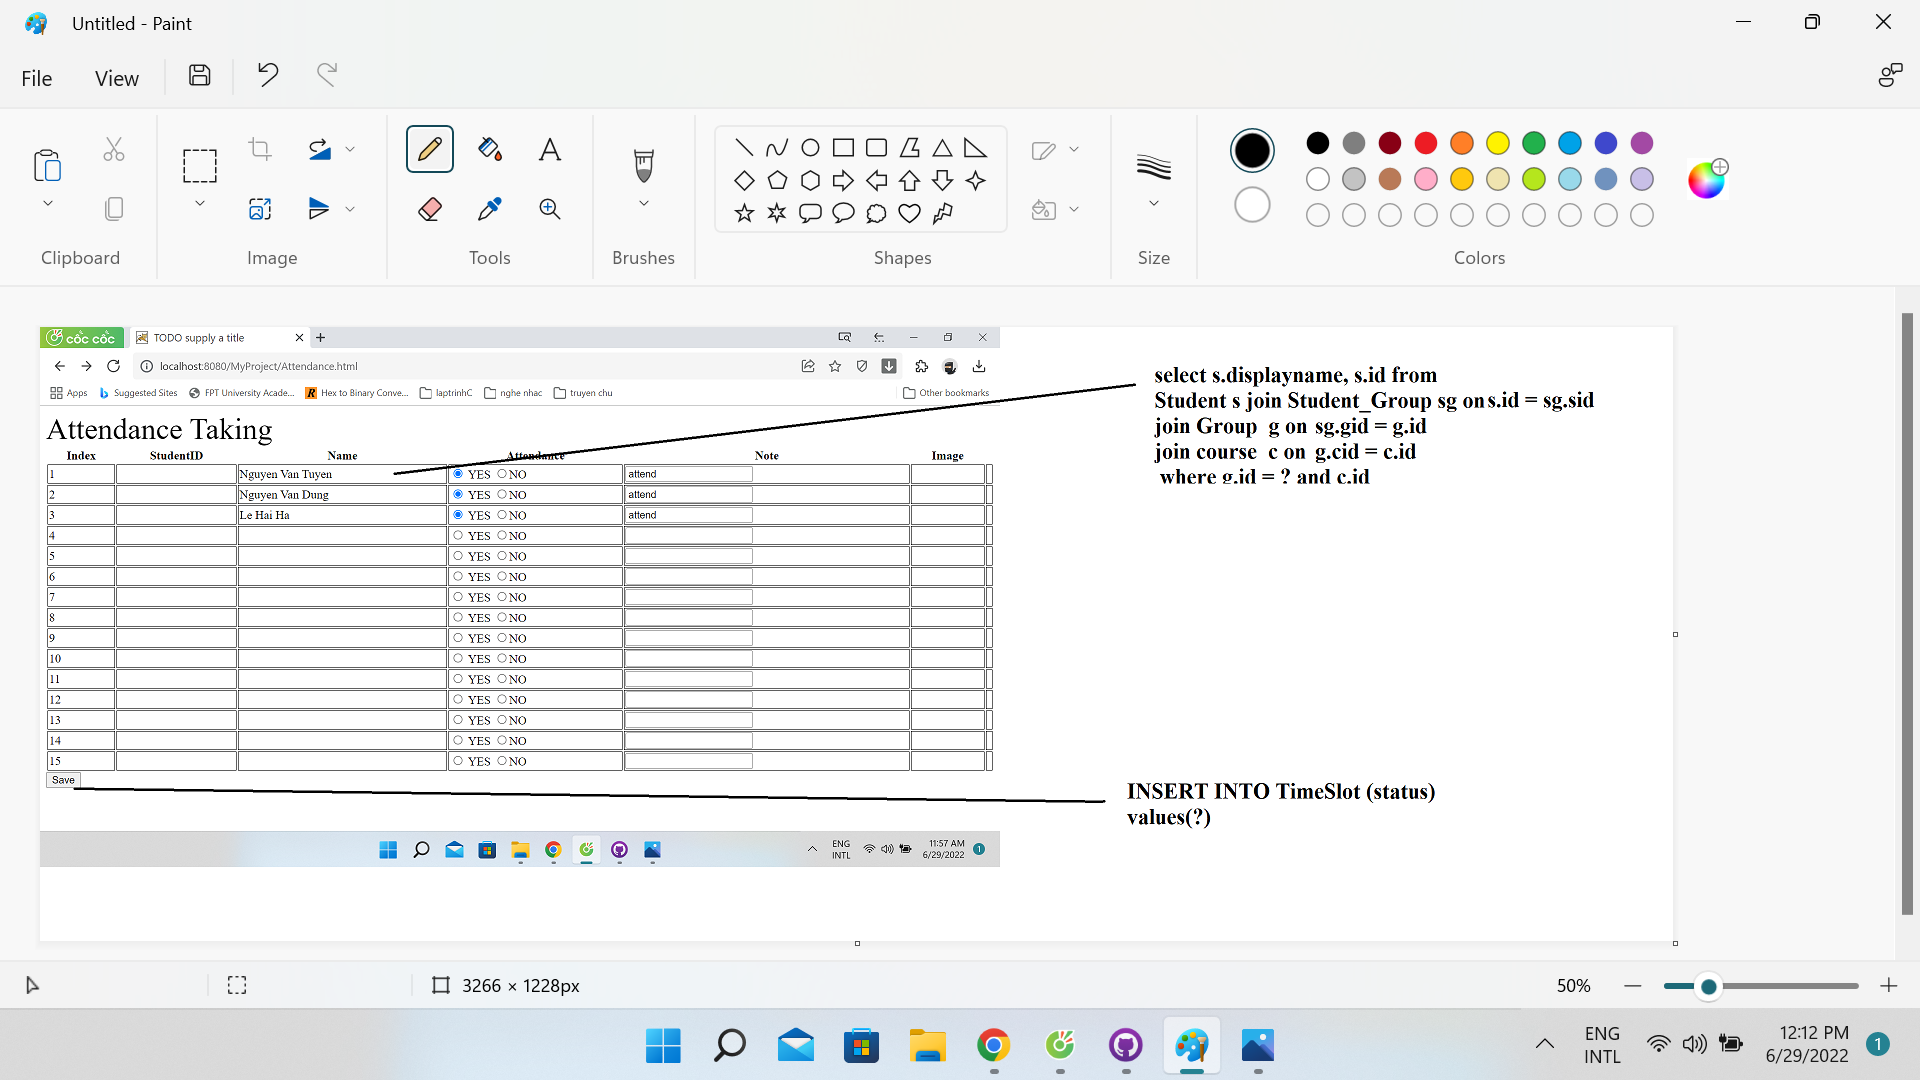 Untitled - Paint
File View
Clipboard
Image
Tools
Brushes
Shapes
Size
Colors
cốc cốc TODO supply a title
localhost:8080/MyProject/Attendance.html
Apps Suggested Sites FPT University Acade... Hex to Binary Conve... laptrinhC nghe nhac truyen chu Other bookmarks
Attendance Taking
Index StudentID Name Attendance Note Image
1 Nguyen Van Tuyen YES NO attend
2 Nguyen Van Dung YES NO attend
3 Le Hai Ha YES NO attend
4 YES NO
5 YES NO
6 YES NO
7 YES NO
8 YES NO
9 YES NO
10 YES NO
11 YES NO
12 YES NO
13 YES NO
14 YES NO
15 YES NO
Save
ENG
INTL
11:57 AM
6/29/2022
1
select s.displayname, s.id from
Student s join Student_Group sg on s.id = sg.sid
join Group g on sg.gid = g.id
join course c on g.cid = c.id
where g.id = ? and c.id
INSERT INTO TimeSlot (status)
values(?)
3266 × 1228px
50%
ENG
INTL
12:12 PM
6/29/2022
1